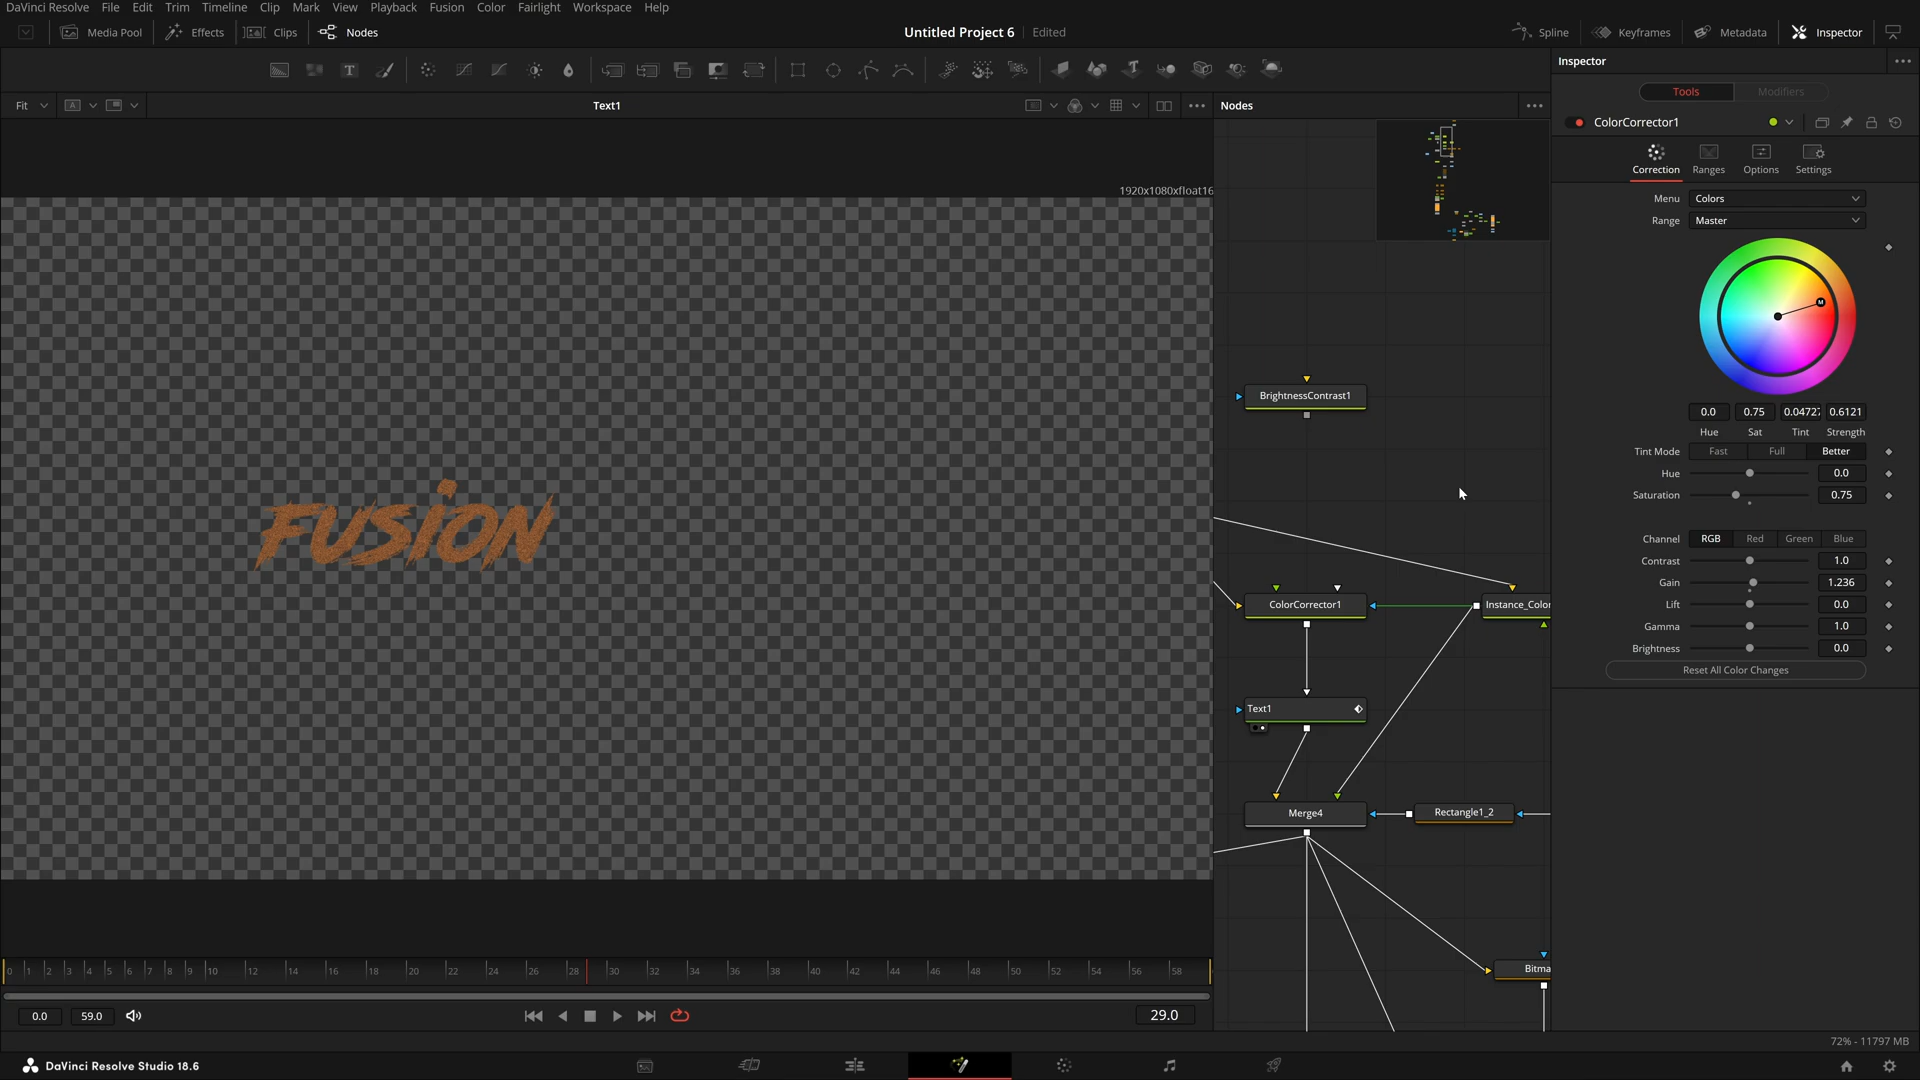 DaVinci Resolve File Edit Trim Timeline Clip Mark View Playback Fusion Color Fairlight Workspace Help
Media Pool Effects Clips Nodes Untitled Project 6 Edited Spline Keyframes Metadata Inspector
Inspector
Tools Modifiers
Fit A Text1 Nodes
ColorCorrector1
1920x1080xfloat16
Correction Ranges Options Settings
Menu Colors
Range Master
M
FUSION
BrightnessContrast1
ColorCorrector1
Instance_Color
Text1
Merge4
Rectangle1_2
Bitma
0.0 0.75 0.0472 0.6121
Hue Sat Tint Strength
Tint Mode Fast Full Better
Hue 0.0
Saturation 0.75
Channel RGB Red Green Blue
Contrast 1.0
Gain 1.236
Lift 0.0
Gamma 1.0
Brightness 0.0
Reset All Color Changes
0 1 2 3 4 5 6 7 8 9 10 12 14 16 18 20 22 24 26 28 30 32 34 36 38 40 42 44 46 48 50 52 54 56 58
0.0 59.0 29.0
72% - 11797 MB
DaVinci Resolve Studio 18.6